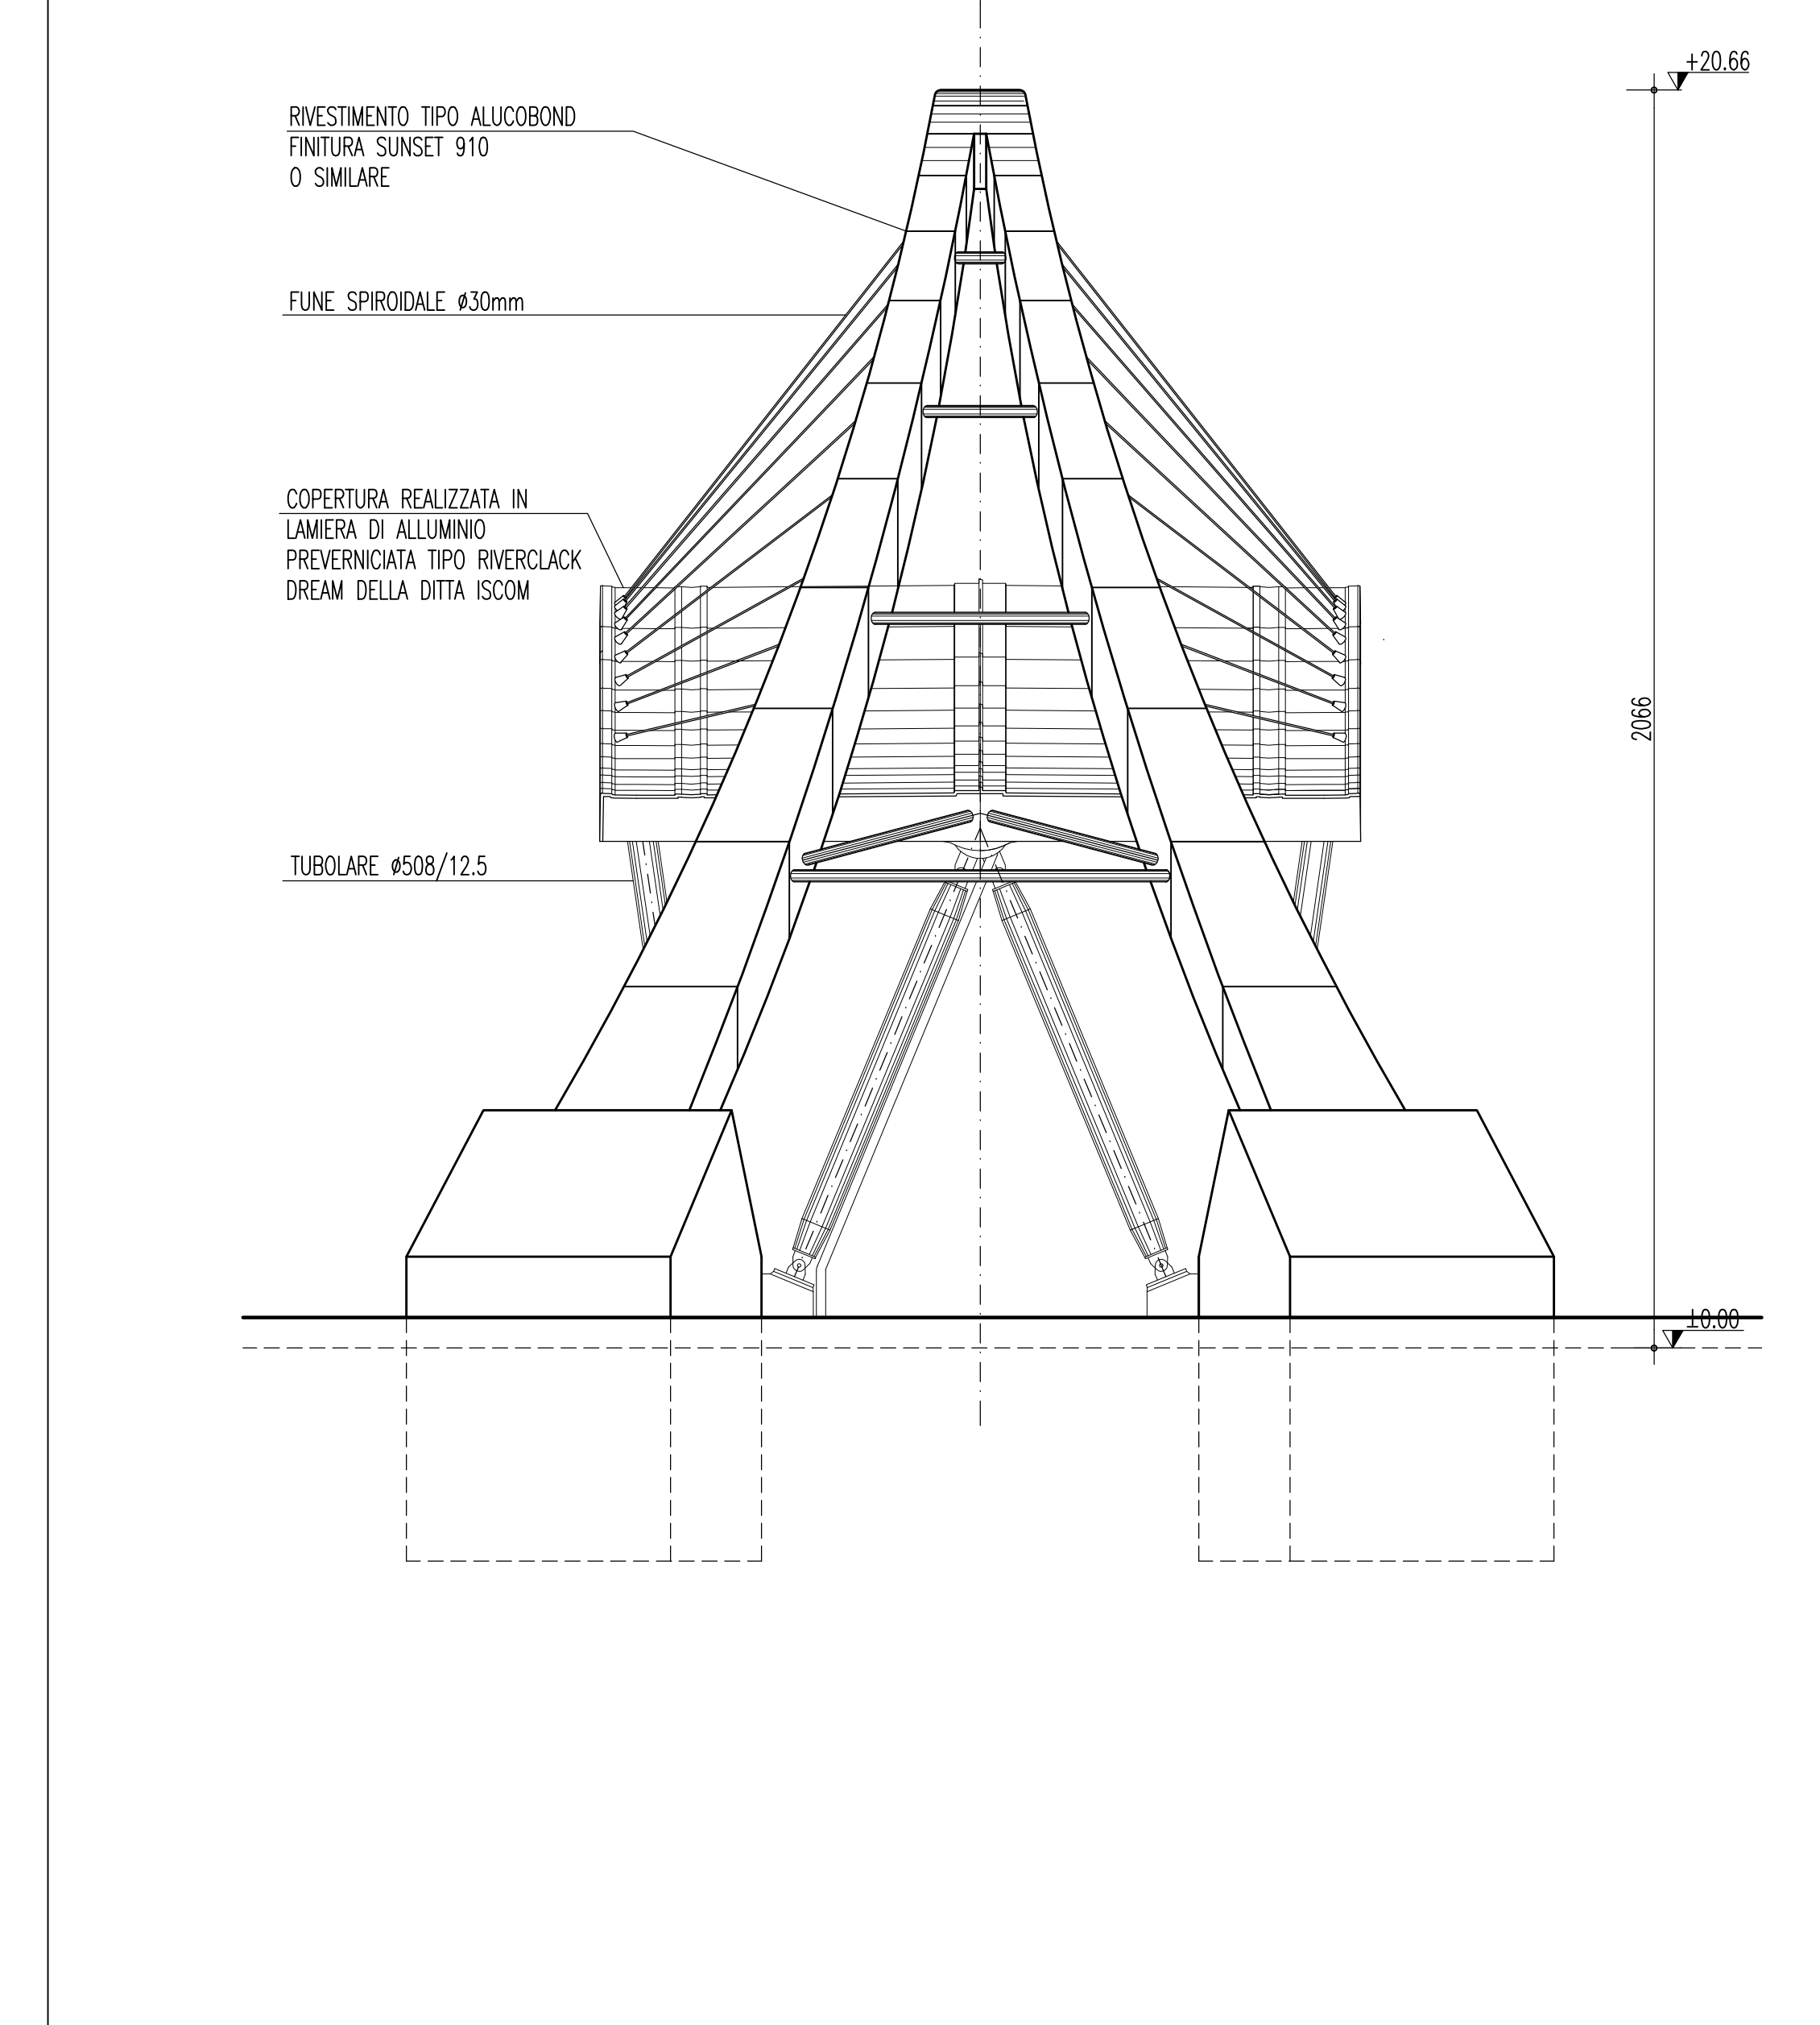 +20.66
RIVESTIMENTO TIPO ALUCOBOND
FINITURA SUNSET 910
O SIMILARE
FUNE SPIROIDALE ø30mm
COPERTURA REALIZZATA IN
LAMIERA DI ALLUMINIO
PREVERNICIATA TIPO RIVERCLACK
DREAM DELLA DITTA ISCOM
2066
TUBOLARE ø508/12.5
±0.00